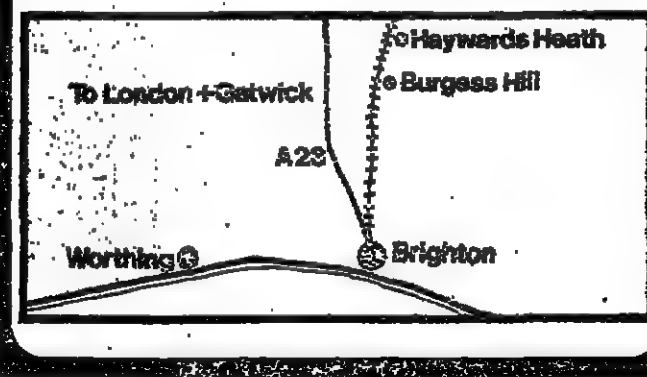 Haywards Heath
Burgess Hill
To London + Gatwick
A23
Worthing
Brighton